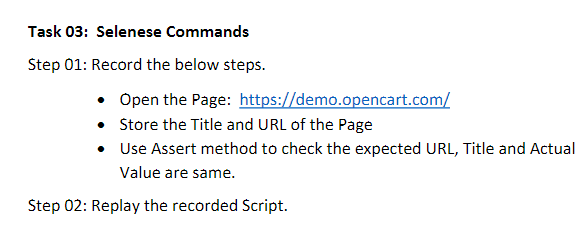 Task 03:  Selenese Commands
Step 01: Record the below steps.
• Open the Page:  https://demo.opencart.com/
• Store the Title and URL of the Page
• Use Assert method to check the expected URL, Title and Actual
Value are same.
Step 02: Replay the recorded Script.